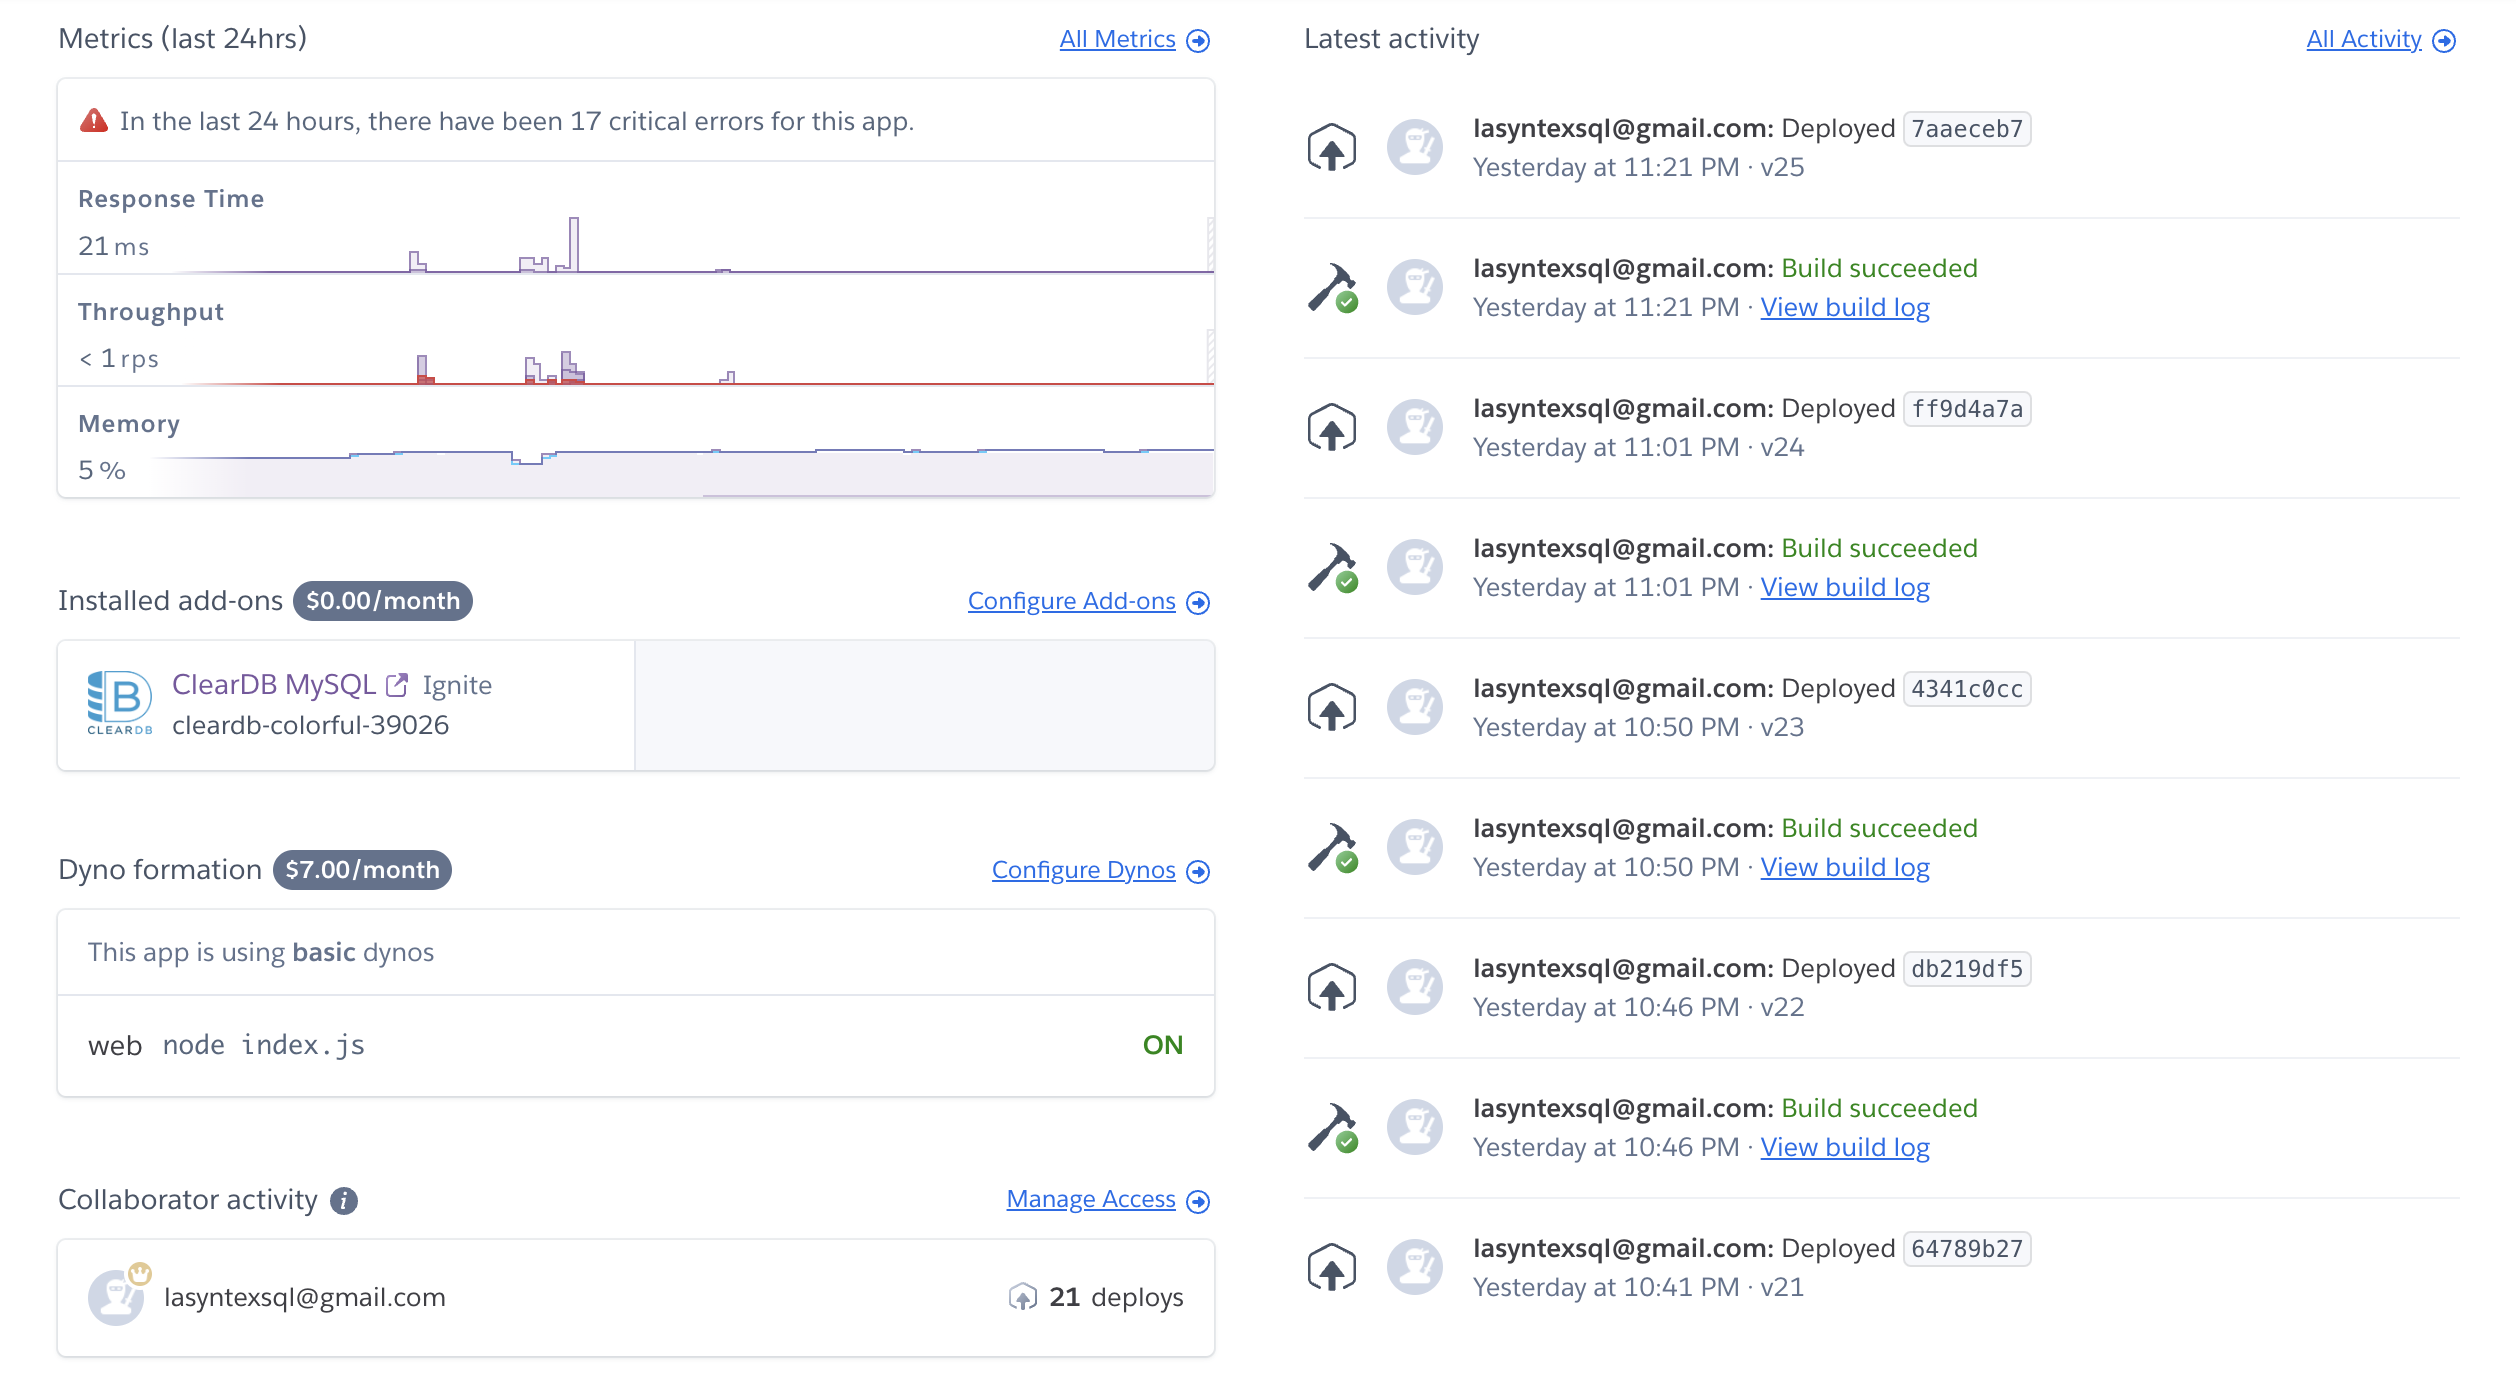 Metrics (last 24hrs)
All Metrics
In the last 24 hours, there have been 17 critical errors for this app.
Response Time
21 ms
Throughput
< 1 rps
Memory
5 %
Installed add-ons $0.00/month
Configure Add-ons
B
CLEARDB
ClearDB MySQL Ignite
cleardb-colorful-39026
Dyno formation $7.00/month
Configure Dynos
This app is using basic dynos
web node index.js
ON
Collaborator activity i
Manage Access
lasyntexsql@gmail.com
21 deploys
Latest activity
All Activity
lasyntexsql@gmail.com: Deployed 7aaeceb7
Yesterday at 11:21 PM · v25
lasyntexsql@gmail.com: Build succeeded
Yesterday at 11:21 PM · View build log
lasyntexsql@gmail.com: Deployed ff9d4a7a
Yesterday at 11:01 PM · v24
lasyntexsql@gmail.com: Build succeeded
Yesterday at 11:01 PM · View build log
lasyntexsql@gmail.com: Deployed 4341c0cc
Yesterday at 10:50 PM · v23
lasyntexsql@gmail.com: Build succeeded
Yesterday at 10:50 PM · View build log
lasyntexsql@gmail.com: Deployed db219df5
Yesterday at 10:46 PM · v22
lasyntexsql@gmail.com: Build succeeded
Yesterday at 10:46 PM · View build log
lasyntexsql@gmail.com: Deployed 64789b27
Yesterday at 10:41 PM · v21